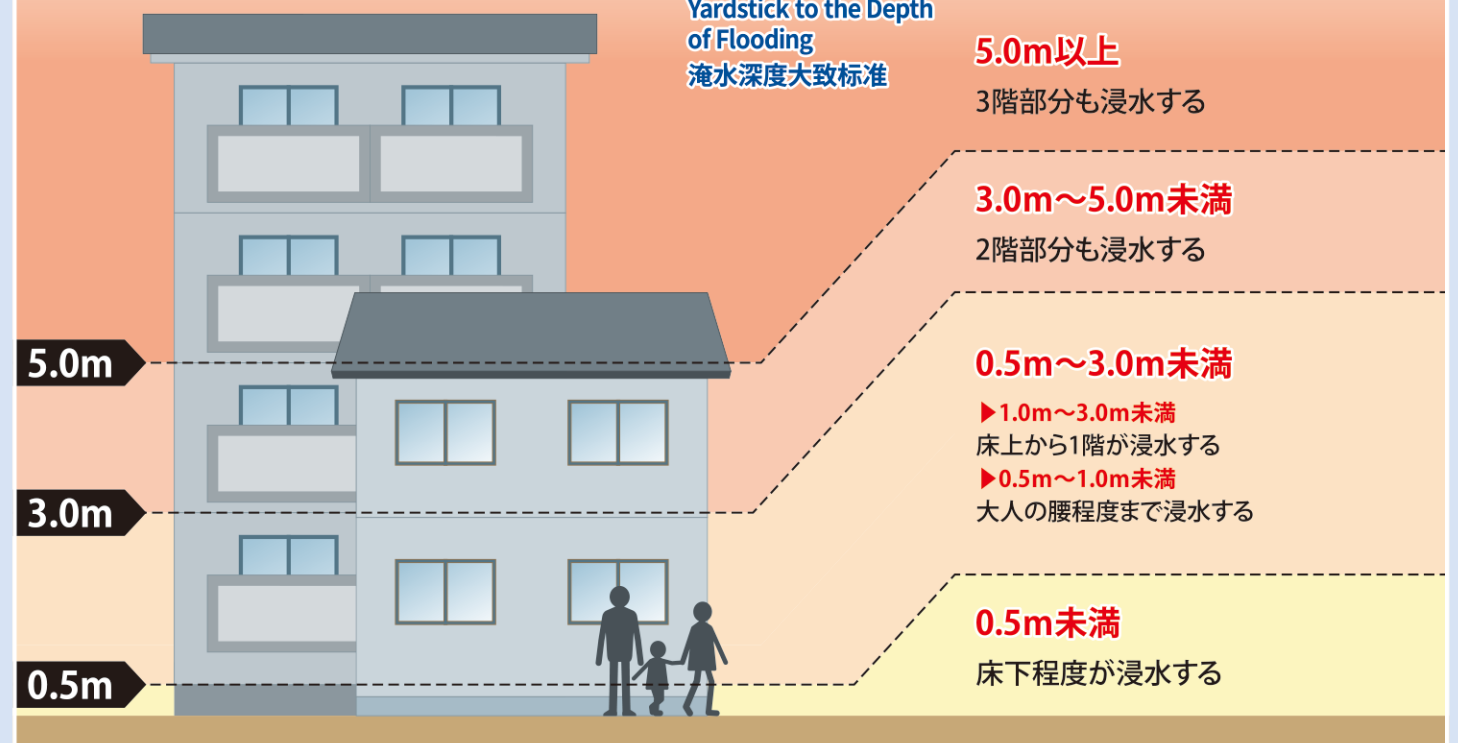 Yardstick to the Depth
of Flooding
淹水深度大致标准
5.0m以上
3階部分も浸水する
3.0m～5.0m未満
2階部分も浸水する
5.0m
0.5m～3.0m未満
▶1.0m～3.0m未満
床上から1階が浸水する
▶0.5m～1.0m未満
大人の腰程度まで浸水する
3.0m
0.5m未満
床下程度が浸水する
0.5m